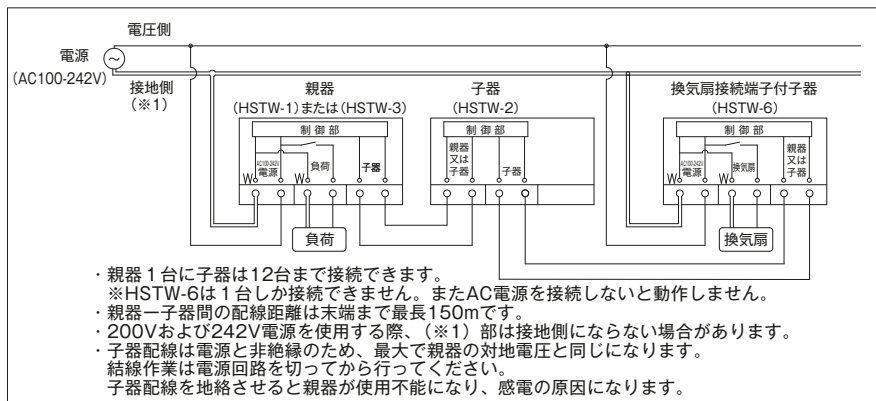 電圧側
電源
(AC100-242V)
～
接地側
(※1)
親器
(HSTW-1)または(HSTW-3)
子器
(HSTW-2)
換気扇接続端子付子器
(HSTW-6)
制御部
AC100-242V
電源
W
W
負荷
子器
制御部
親器
又は
子器
子器
制御部
AC100-242V
電源
W
W
換気扇
親器
又は
子器
負荷
換気扇
・親器１台に子器は12台まで接続できます。
※HSTW-6は１台しか接続できません。またAC電源を接続しないと動作しません。
・親器ー子器間の配線距離は末端まで最長150mです。
・200Vおよび242V電源を使用する際、(※1) 部は接地側にならない場合があります。
・子器配線は電源と非絶縁のため、最大で親器の対地電圧と同じになります。
結線作業は電源回路を切ってから行ってください。
子器配線を地絡させると親器が使用不能になり、感電の原因になります。